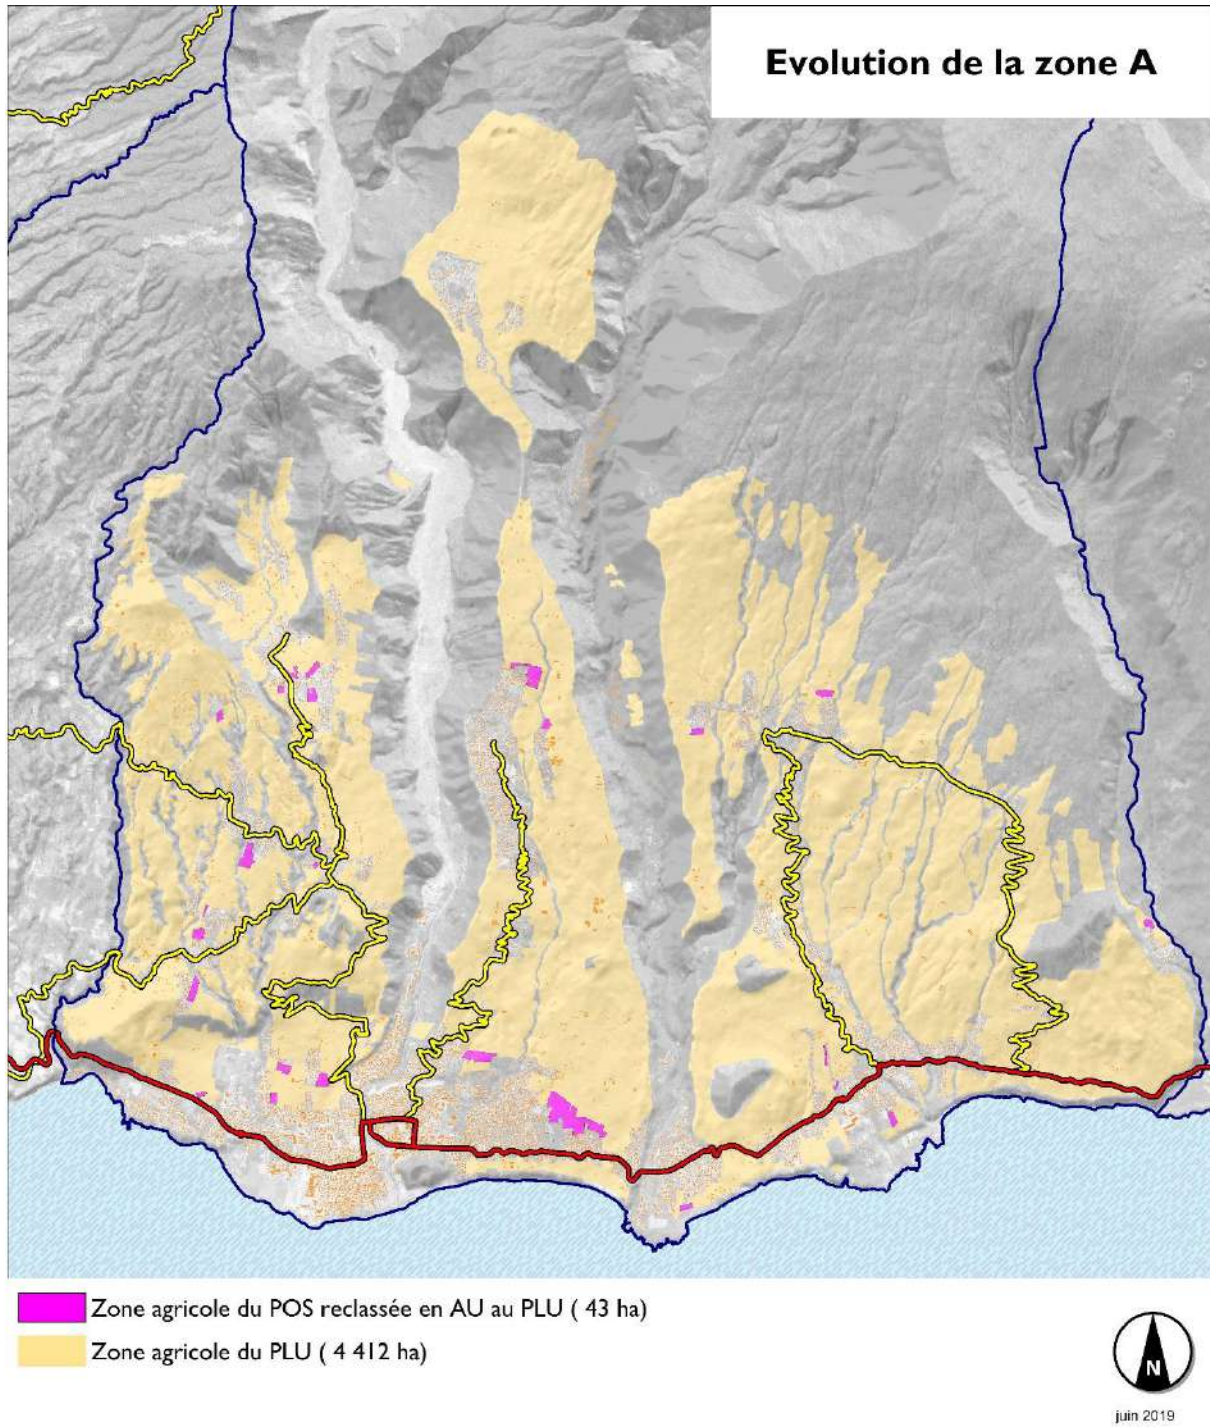 Evolution de la zone A
Zone agricole du POS reclassée en AU au PLU ( 43 ha)
Zone agricole du PLU ( 4 412 ha)
N
juin 2019